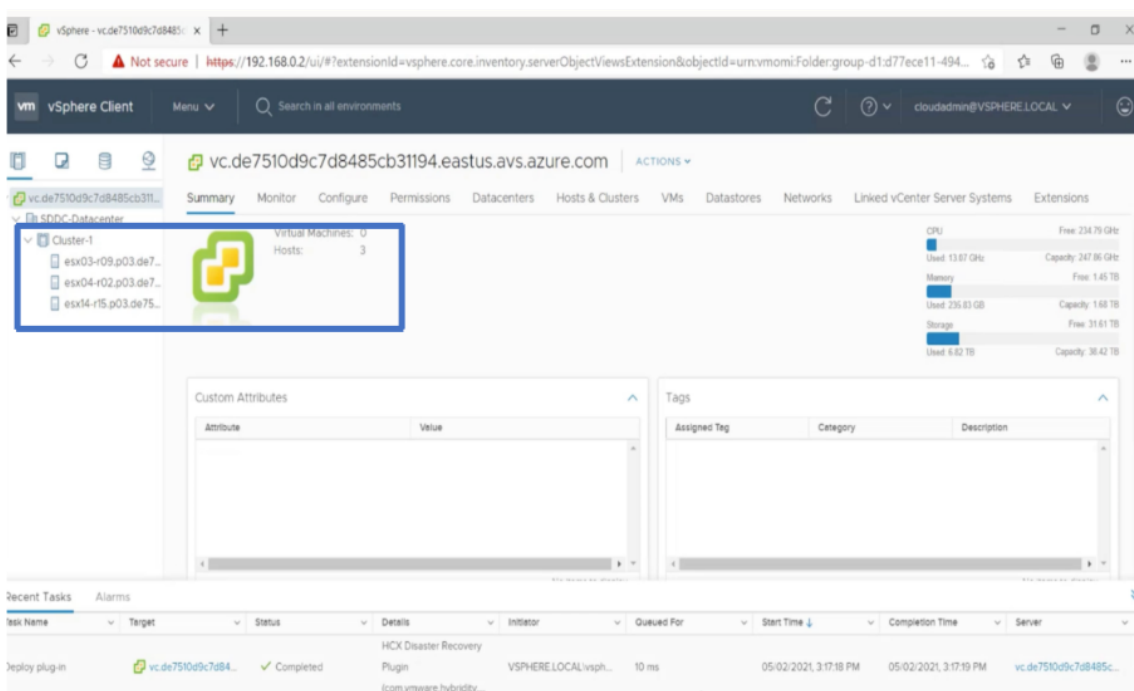 vSphere - vc.de7510d9c7d8485c
Not secure | https://192.168.0.2/ui/#?extensionId=vsphere.core.inventory.serverObjectViewsExtension&objectId=urn:vmomi:Folder:group-d1:d77ece11-494...
vm vSphere Client Menu Search in all environments cloudadmin@VSPHERE.LOCAL
vc.de7510d9c7d8485cb31194.eastus.avs.azure.com ACTIONS
vc.de7510d9c7d8485cb311...
SDDC-Datacenter
Cluster-1
esx03-r09.p03.de7...
esx04-r02.p03.de7...
esx14-r15.p03.de75...
Summary Monitor Configure Permissions Datacenters Hosts & Clusters VMs Datastores Networks Linked vCenter Server Systems Extensions
Virtual Machines: 0
Hosts: 3
CPU Free: 234.79 GHz
Used: 13.07 GHz Capacity: 247.86 GHz
Memory Free: 1.45 TB
Used: 235.83 GB Capacity: 1.68 TB
Storage Free: 31.61 TB
Used: 6.82 TB Capacity: 38.42 TB
Custom Attributes
Attribute Value
Tags
Assigned Tag Category Description
Recent Tasks Alarms
Task Name Target Status Details Initiator Queued For Start Time ↓ Completion Time Server
Deploy plug-in vc.de7510d9c7d84... Completed
HCX Disaster Recovery
Plugin
(com.vmware.hybridity....
VSPHERE.LOCAL\vsph... 10 ms 05/02/2021, 3:17:18 PM 05/02/2021, 3:17:19 PM vc.de7510d9c7d8485c...